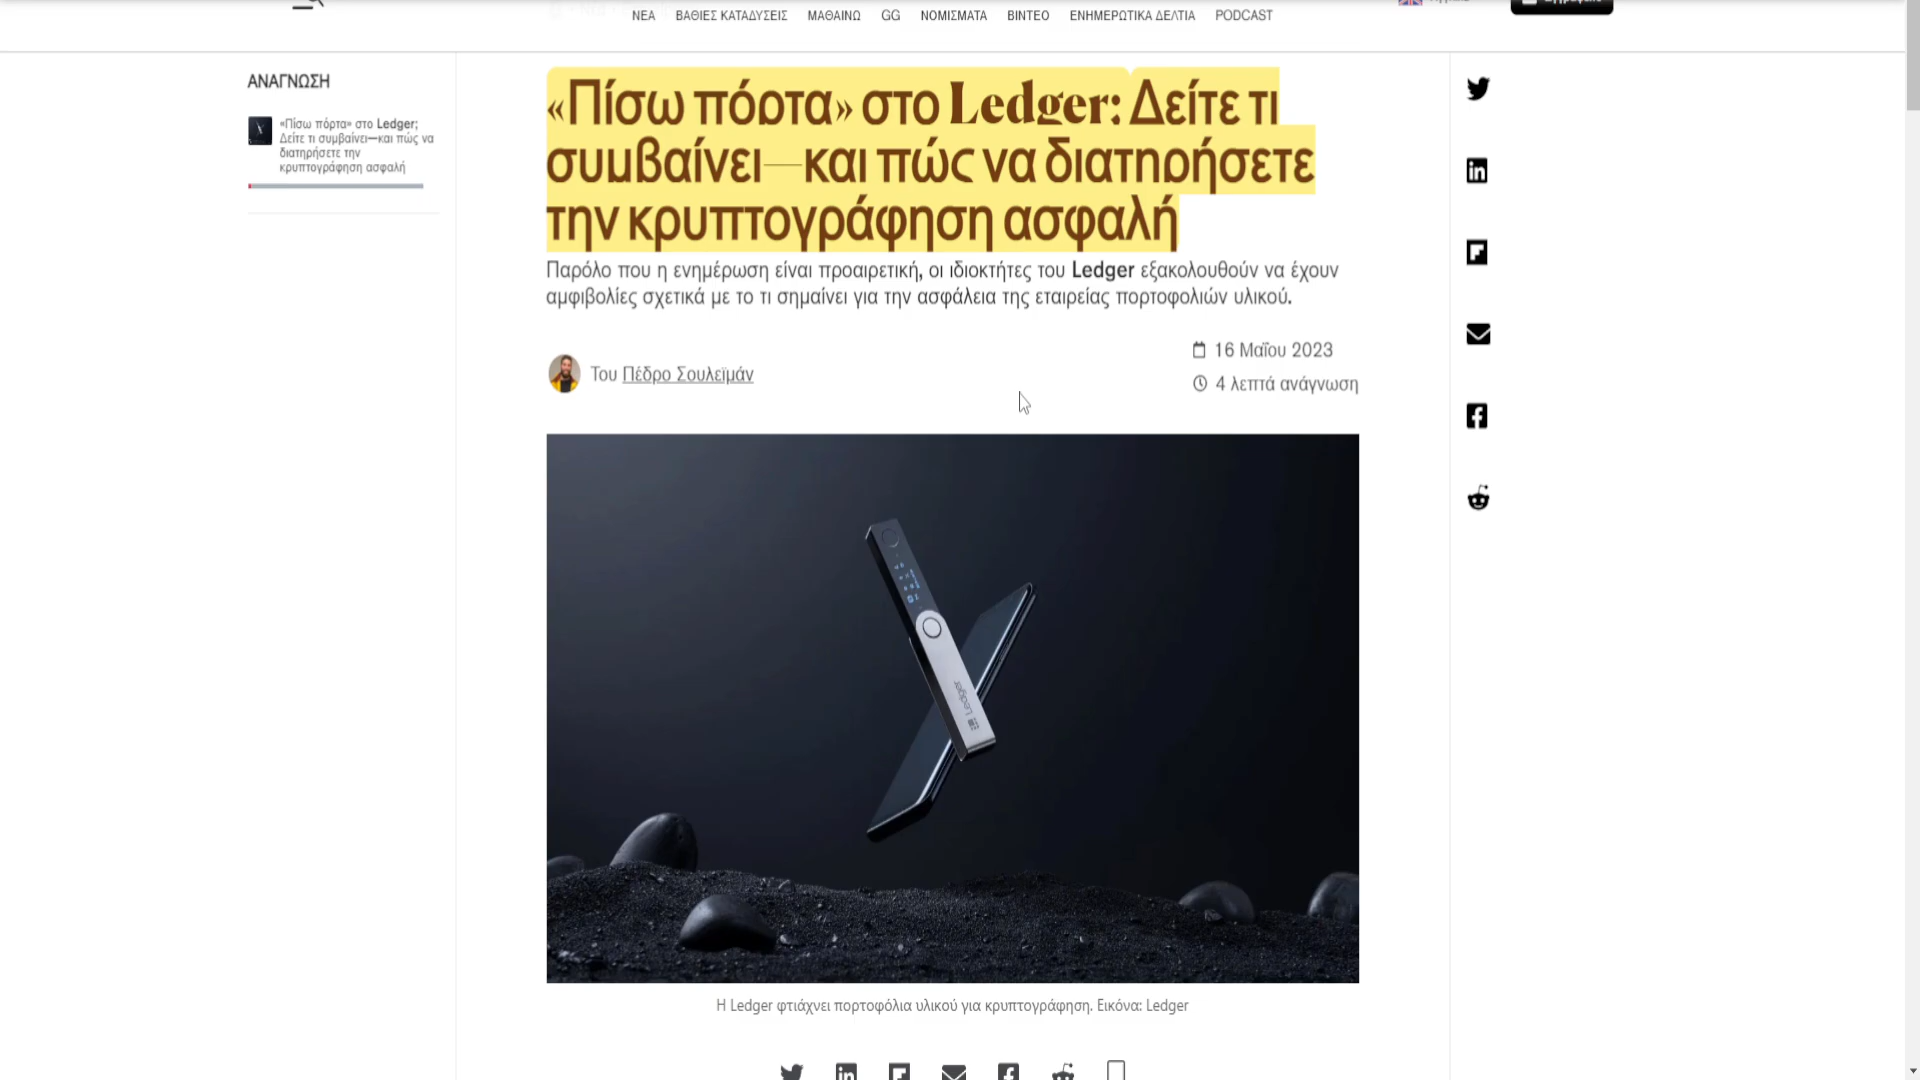 ΝΕΑ ΒΑΘΙΕΣ ΚΑΤΑΔΥΣΕΙΣ ΜΑΘΑΙΝΩ GG ΝΟΜΙΣΜΑΤΑ ΒΙΝΤΕΟ ΕΝΗΜΕΡΩΤΙΚΑ ΔΕΛΤΙΑ PODCAST
ΑΝΑΓΝΩΣΗ
«Πίσω πόρτα» στο Ledger;
Δείτε τι συμβαίνει—και πώς να
διατηρήσετε την
κρυπτογράφηση ασφαλή
«Πίσω πόρτα» στο Ledger; Δείτε τι
συμβαίνει—και πώς να διατηρήσετε
την κρυπτογράφηση ασφαλή
Παρόλο που η ενημέρωση είναι προαιρετική, οι ιδιοκτήτες του Ledger εξακολουθούν να έχουν
αμφιβολίες σχετικά με το τι σημαίνει για την ασφάλεια της εταιρείας πορτοφολιών υλικού.
Του Πέδρο Σουλεϊμάν
16 Μαΐου 2023
4 λεπτά ανάγνωση
Ledger
Η Ledger φτιάχνει πορτοφόλια υλικού για κρυπτογράφηση. Εικόνα: Ledger